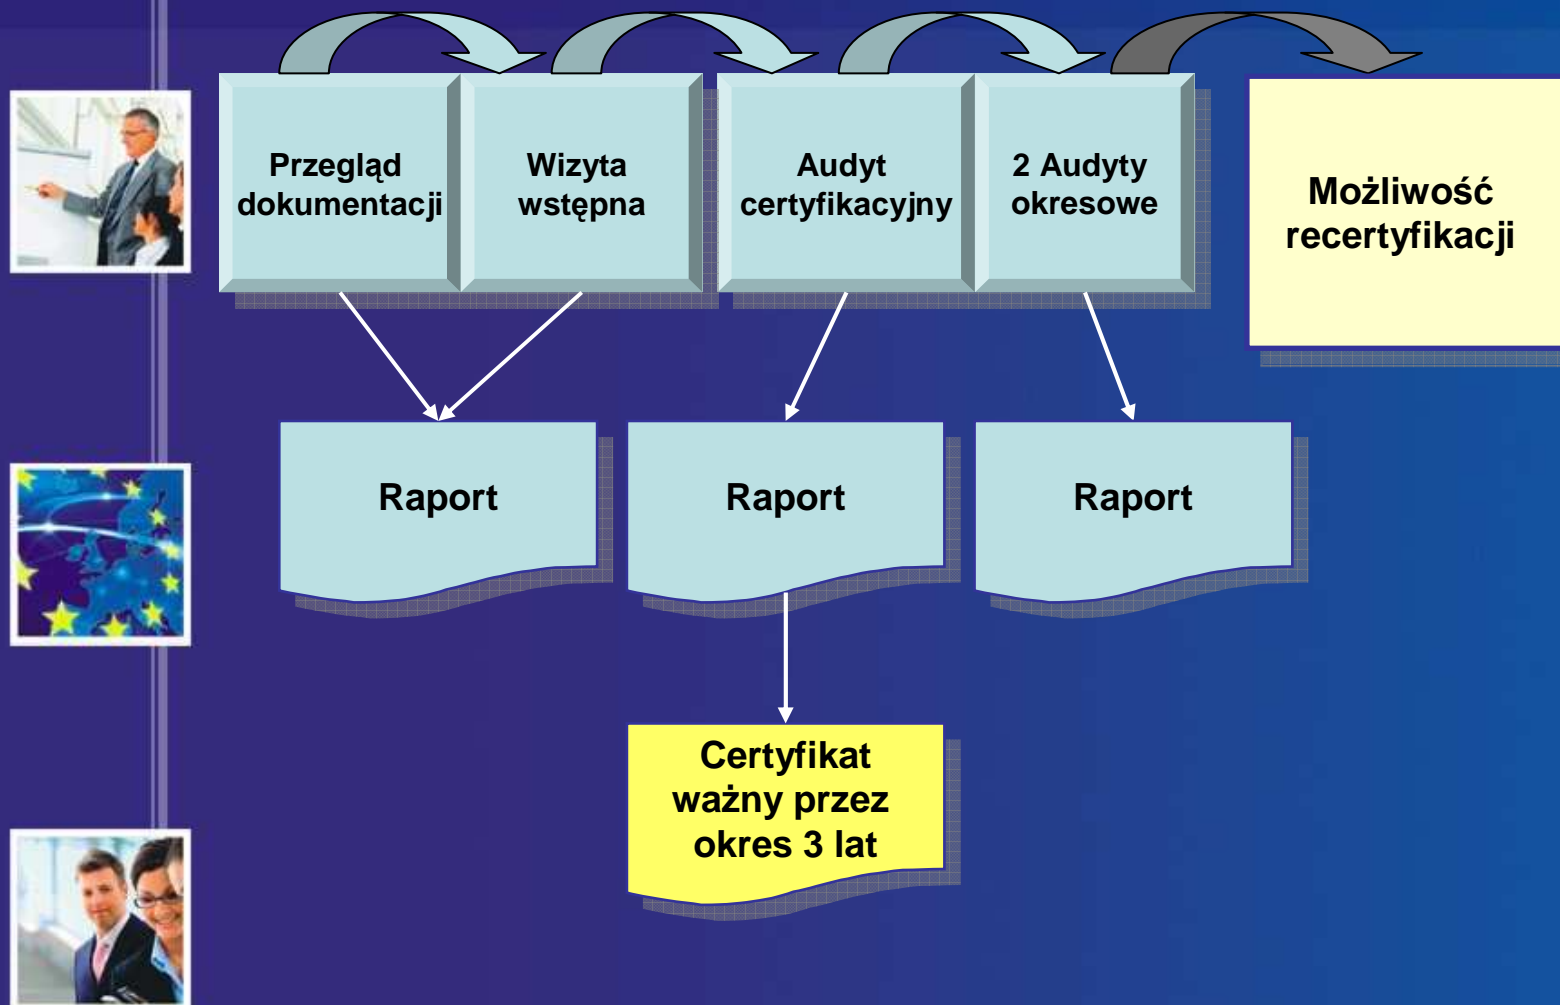 Przegląd
dokumentacji
Wizyta
wstępna
Audyt
certyfikacyjny
2 Audyty
okresowe
Możliwość
recertyfikacji
Raport
Raport
Raport
Certyfikat
ważny przez
okres 3 lat